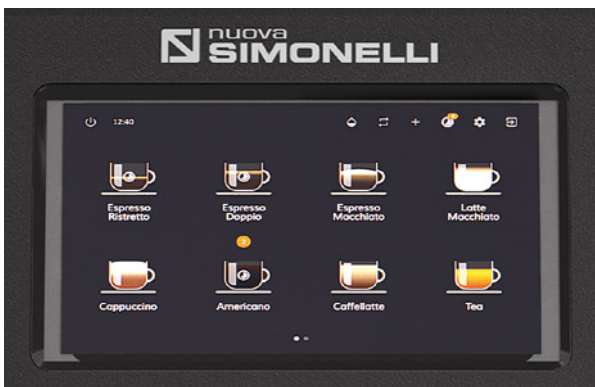 nuova
SIMONELLI
12:40
Espresso
Ristretto
Espresso
Doppio
Espresso
Macchiato
Latte
Macchiato
2
Cappuccino
Americano
Caffellatte
Tea